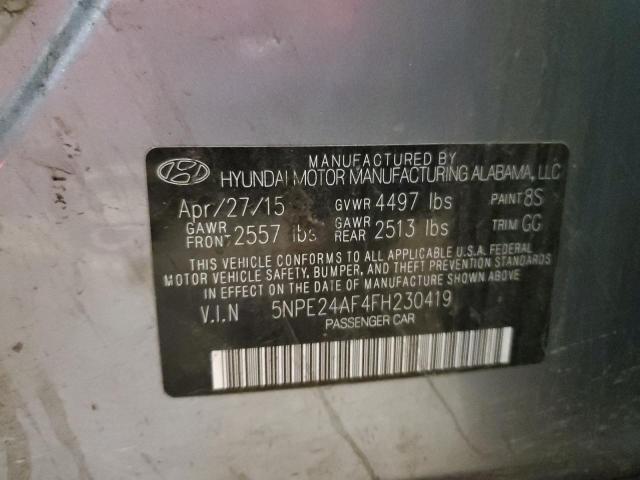 MANUFACTURED BY
HYUNDAI MOTOR MANUFACTURING ALABAMA, LLC
Apr/27/15 GVWR 4497 lbs PAINT 8S
GAWR FRONT 2557 lbs GAWR REAR 2513 lbs TRIM GG
THIS VEHICLE CONFORMS TO ALL APPLICABLE U.S.A. FEDERAL
MOTOR VEHICLE SAFETY, BUMPER, AND THEFT PREVENTION STANDARDS
IN EFFECT ON THE DATE OF MANUFACTURE SHOWN ABOVE.
V.I.N 5NPE24AF4FH230419
PASSENGER CAR